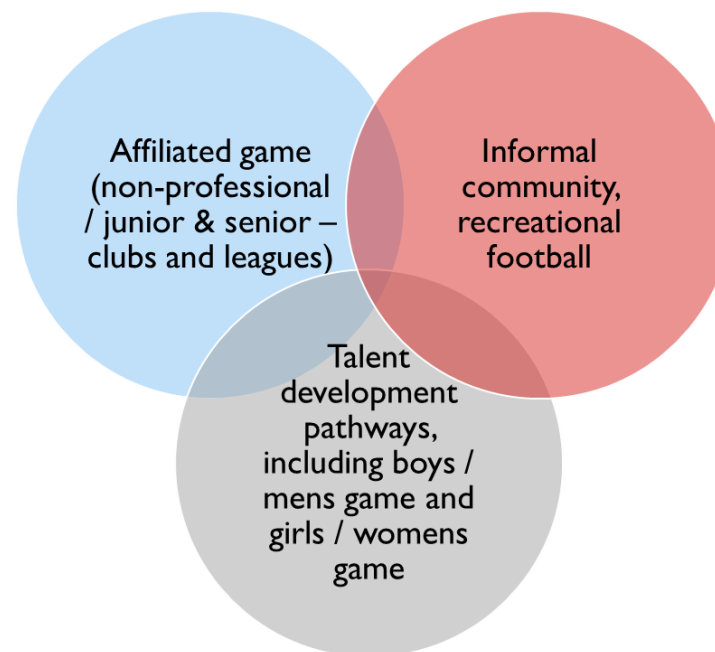 Affiliated game
(non-professional
/ junior & senior –
clubs and leagues)
Informal
community,
recreational
football
Talent
development
pathways,
including boys /
mens game and
girls / womens
game